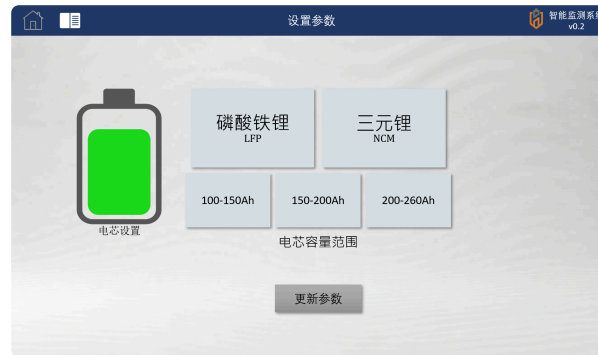 设置参数
智能监测系统
v0.2
磷酸铁锂
LFP
三元锂
NCM
100-150Ah
150-200Ah
200-260Ah
电芯设置
电芯容量范围
更新参数